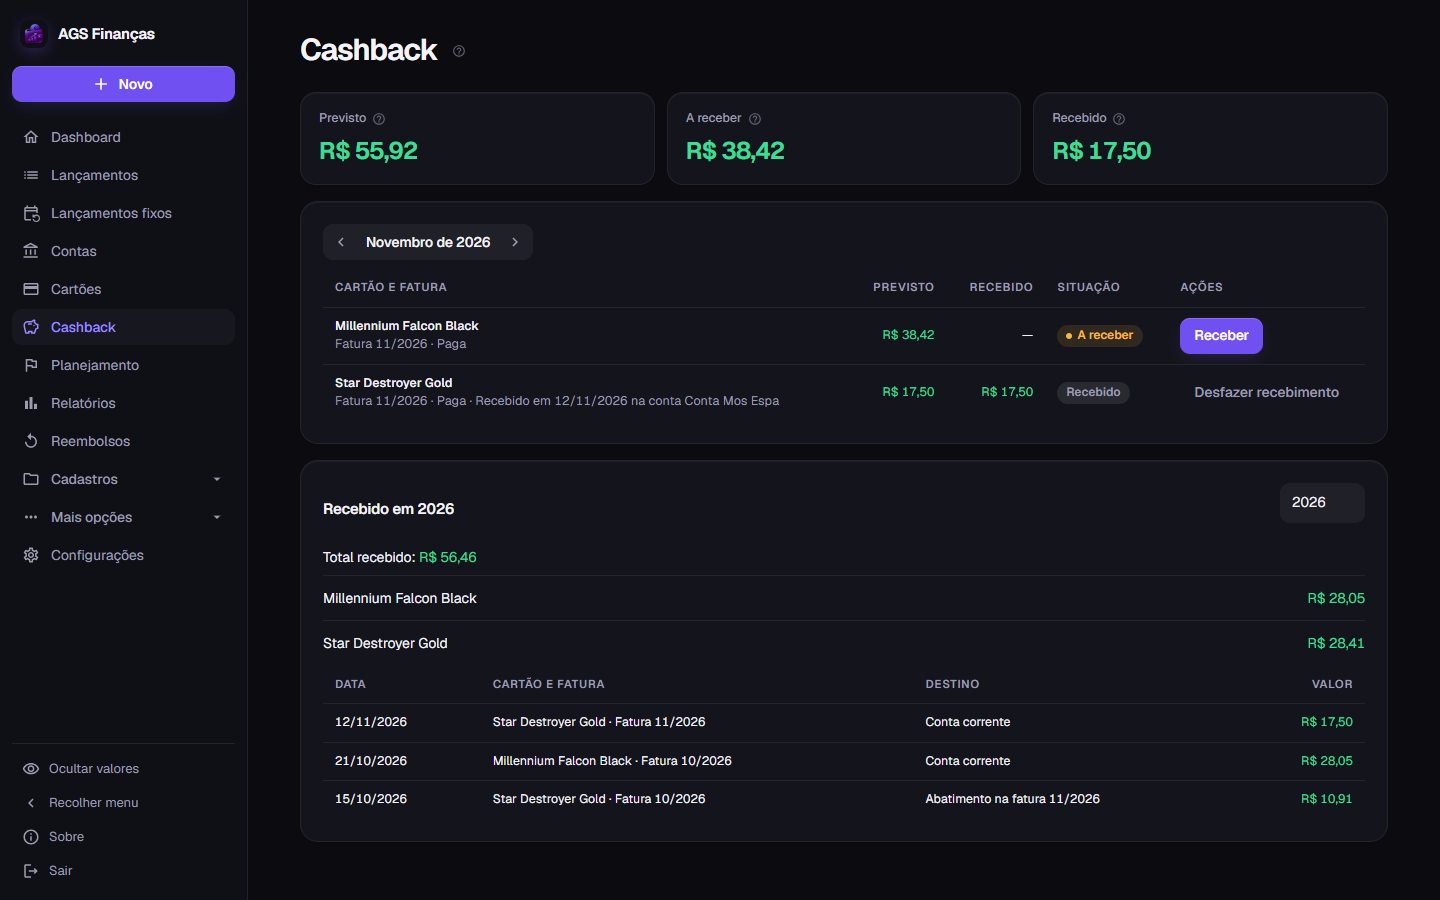 AGS Finanças
Novo
Dashboard
Lançamentos
Lançamentos fixos
Contas
Cartões
Cashback
Planejamento
Relatórios
Reembolsos
Cadastros
Mais opções
Configurações
Ocultar valores
Recolher menu
Sobre
Sair
Cashback
Previsto
R$ 55,92
A receber
R$ 38,42
Recebido
R$ 17,50
Novembro de 2026
CARTÃO E FATURA PREVISTO RECEBIDO SITUAÇÃO AÇÕES
Millennium Falcon Black
Fatura 11/2026 · Paga
R$ 38,42 — A receber Receber
Star Destroyer Gold
Fatura 11/2026 · Paga · Recebido em 12/11/2026 na conta Conta Mos Espa
R$ 17,50 R$ 17,50 Recebido Desfazer recebimento
Recebido em 2026
2026
Total recebido: R$ 56,46
Millennium Falcon Black R$ 28,05
Star Destroyer Gold R$ 28,41
DATA CARTÃO E FATURA DESTINO VALOR
12/11/2026 Star Destroyer Gold · Fatura 11/2026 Conta corrente R$ 17,50
21/10/2026 Millennium Falcon Black · Fatura 10/2026 Conta corrente R$ 28,05
15/10/2026 Star Destroyer Gold · Fatura 10/2026 Abatimento na fatura 11/2026 R$ 10,91